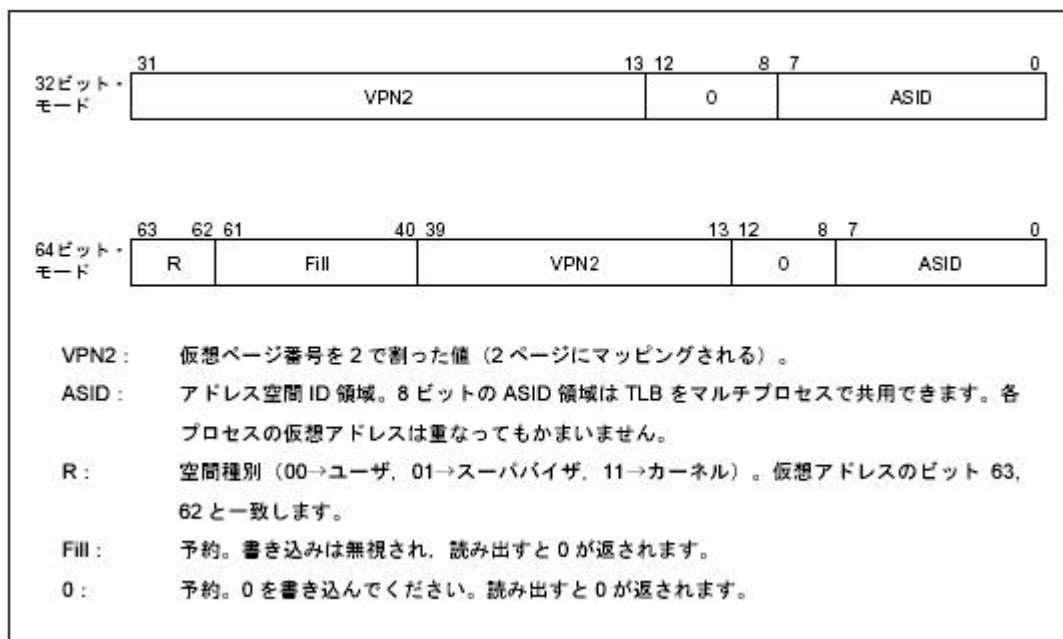 31 13 12 8 7 0
32ビット・
モード
VPN2 0 ASID
63 62 61 40 39 13 12 8 7 0
64ビット・
モード
R Fill VPN2 0 ASID
VPN2： 仮想ページ番号を2で割った値（2ページにマッピングされる）。
ASID： アドレス空間ID領域。8ビットのASID領域はTLBをマルチプロセスで共用できます。各
プロセスの仮想アドレスは重なってもかまいません。
R： 空間種別（00→ユーザ，01→スーパバイザ，11→カーネル）。仮想アドレスのビット 63,
62と一致します。
Fill： 予約。書き込みは無視され，読み出すと0が返されます。
0： 予約。0を書き込んでください。読み出すと0が返されます。